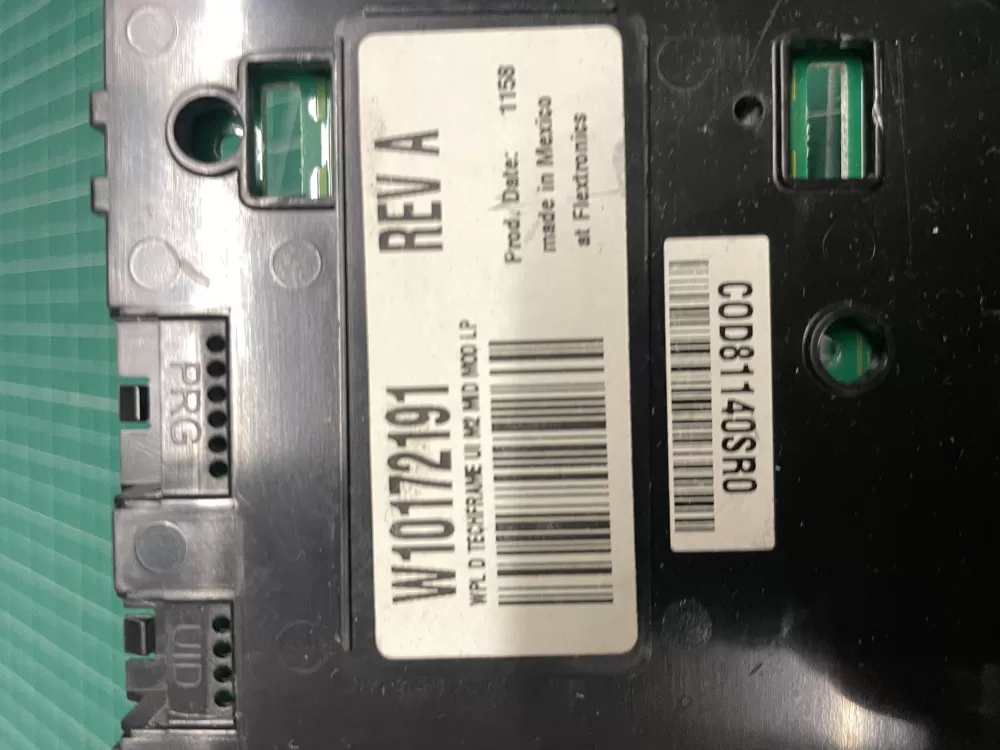 W10172191 REV A
WPL D TECHFRAME UI M2 MID MOD LP
Prod. Date: 1158
made in Mexico
at Flextronics
COD81140SR0
PRG
UID